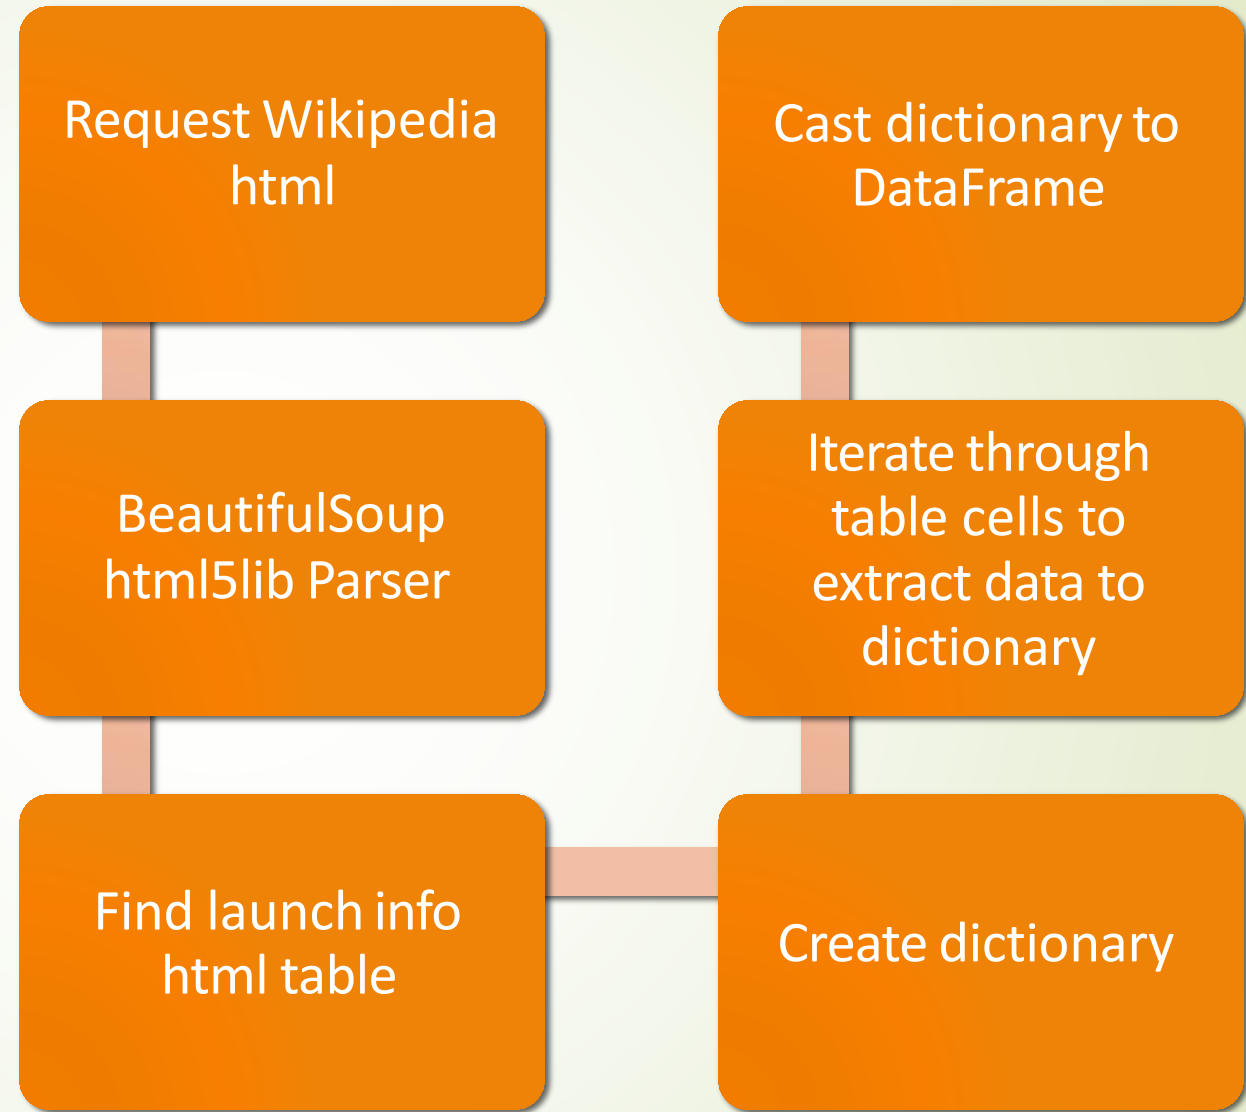 Request Wikipedia
html
BeautifulSoup
html5lib Parser
Find launch info
html table
Create dictionary
Iterate through
table cells to
extract data to
dictionary
Cast dictionary to
DataFrame